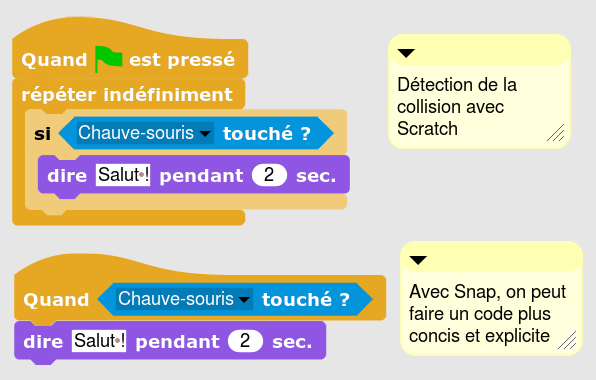 Quand est pressé
répéter indéfiniment
si Chauve-souris touché ?
dire Salut·! pendant 2 sec.
Détection de la
collision avec
Scratch
Quand Chauve-souris touché ?
dire Salut·! pendant 2 sec.
Avec Snap, on peut
faire un code plus
concis et explicite